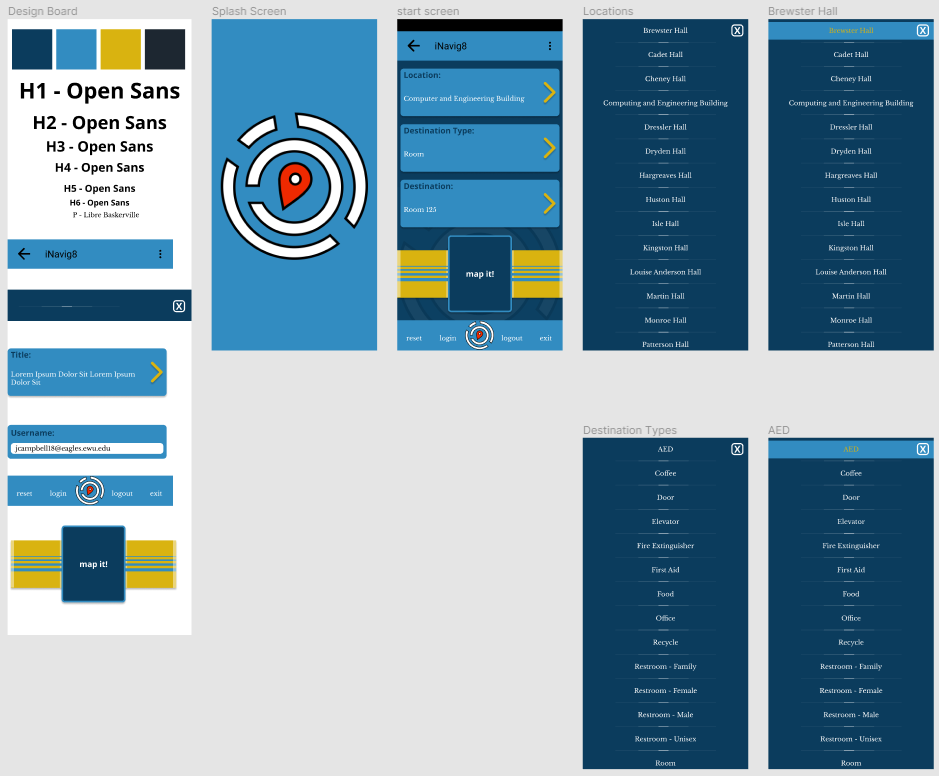 Design Board
H1 - Open Sans
H2 - Open Sans
H3 - Open Sans
H4 - Open Sans
H5 - Open Sans
H6 - Open Sans
P - Libre Baskerville
iNavig8
X
Title:
Lorem Ipsum Dolor Sit Lorem Ipsum
Dolor Sit
Username:
jcampbell18@eagles.ewu.edu
reset login logout exit
map it!
Splash Screen
start screen
iNavig8
Location:
Computer and Engineering Building
Destination Type:
Room
Destination:
Room 125
map it!
reset login logout exit
Locations
Brewster Hall X
Cadet Hall
Cheney Hall
Computing and Engineering Building
Dressler Hall
Dryden Hall
Hargreaves Hall
Huston Hall
Isle Hall
Kingston Hall
Louise Anderson Hall
Martin Hall
Monroe Hall
Patterson Hall
Brewster Hall
Brewster Hall X
Cadet Hall
Cheney Hall
Computing and Engineering Building
Dressler Hall
Dryden Hall
Hargreaves Hall
Huston Hall
Isle Hall
Kingston Hall
Louise Anderson Hall
Martin Hall
Monroe Hall
Patterson Hall
Destination Types
AED X
Coffee
Door
Elevator
Fire Extinguisher
First Aid
Food
Office
Recycle
Restroom - Family
Restroom - Female
Restroom - Male
Restroom - Unisex
Room
AED
AED X
Coffee
Door
Elevator
Fire Extinguisher
First Aid
Food
Office
Recycle
Restroom - Family
Restroom - Female
Restroom - Male
Restroom - Unisex
Room